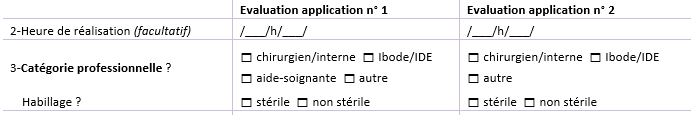 Evaluation application n° 1 Evaluation application n° 2
2-Heure de réalisation (facultatif) /___/h/___/ /___/h/___/
☐ chirurgien/interne ☐ Ibode/IDE ☐ chirurgien/interne ☐ Ibode/IDE
3-Catégorie professionnelle ?
☐ aide-soignante ☐ autre ☐ autre
Habillage ? ☐ stérile ☐ non stérile ☐ stérile ☐ non stérile